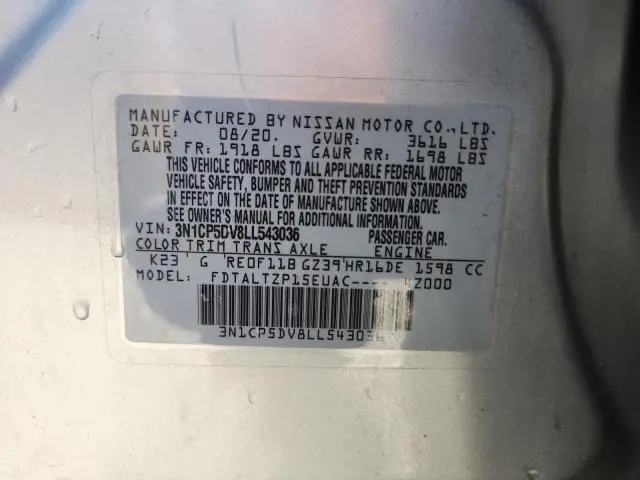 MANUFACTURED BY NISSAN MOTOR CO.,LTD.
DATE: 08/20. GVWR: 3616 LBS
GAWR FR: 1918 LBS GAWR RR: 1698 LBS
THIS VEHICLE CONFORMS TO ALL APPLICABLE FEDERAL MOTOR
VEHICLE SAFETY, BUMPER AND THEFT PREVENTION STANDARDS
IN EFFECT ON THE DATE OF MANUFACTURE SHOWN ABOVE.
SEE OWNER'S MANUAL FOR ADDITIONAL INFORMATION.
VIN: 3N1CP5DV8LL543036 PASSENGER CAR.
COLOR TRIM TRANS AXLE ENGINE
K23 G RE0F11B GZ39 HR16DE 1598 CC
MODEL: FDTALTZP15EUAC---- Z000
3N1CP5DV8LL543036